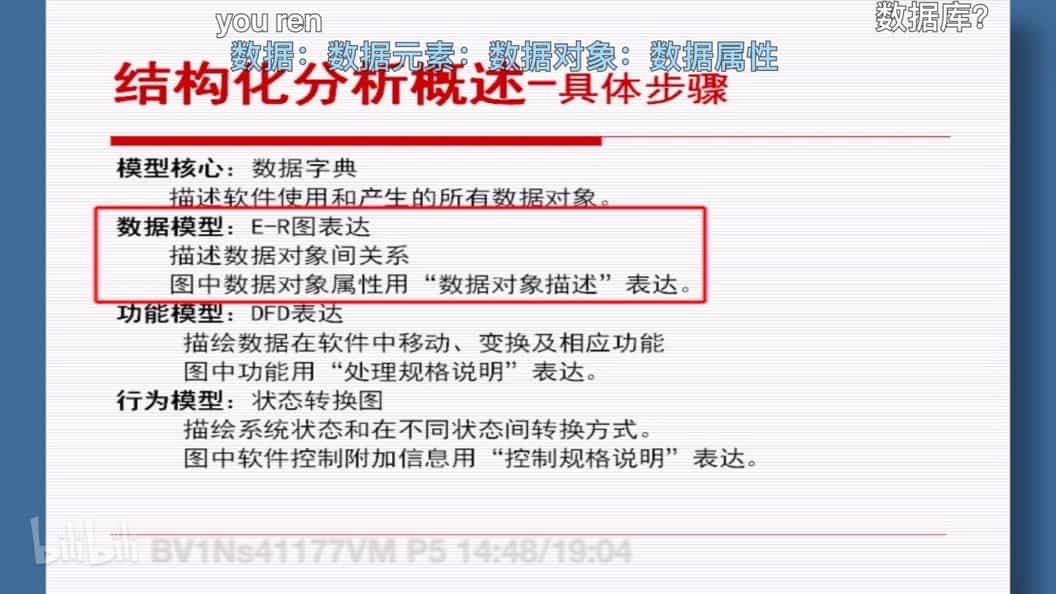 you ren
数据库?
数据：数据元素：数据对象：数据属性
结构化分析概述-具体步骤
模型核心：数据字典
描述软件使用和产生的所有数据对象。
数据模型：E-R图表达
描述数据对象间关系
图中数据对象属性用“数据对象描述”表达。
功能模型：DFD表达
描绘数据在软件中移动、变换及相应功能
图中功能用“处理规格说明”表达。
行为模型：状态转换图
描绘系统状态和在不同状态间转换方式。
图中软件控制附加信息用“控制规格说明”表达。
bilibili BV1Ns41177VM P5 14:48/19:04